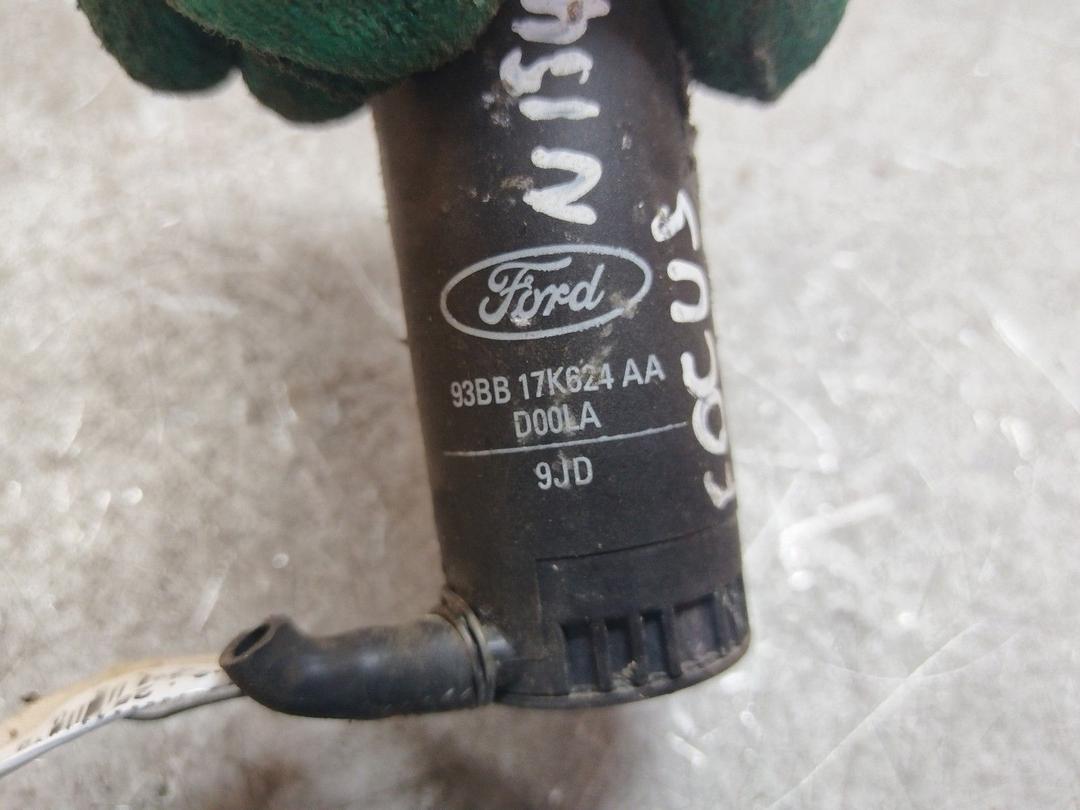 Ford
93BB 17K624 AA
D00LA
9JD
FOCUS